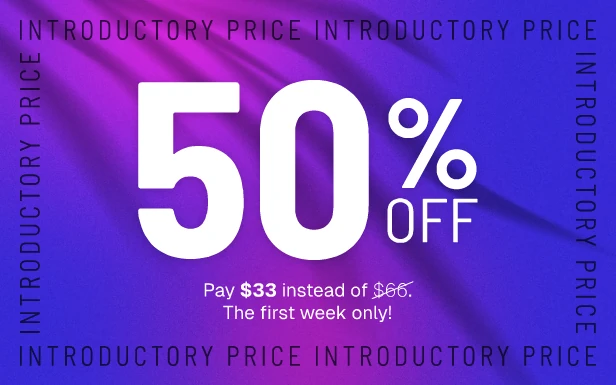 INTRODUCTORY PRICE INTRODUCTORY PRICE
INTRODUCTORY PRICE
50%
OFF
Pay $33 instead of $66.
The first week only!
INTRODUCTORY PRICE
INTRODUCTORY PRICE INTRODUCTORY PRICE